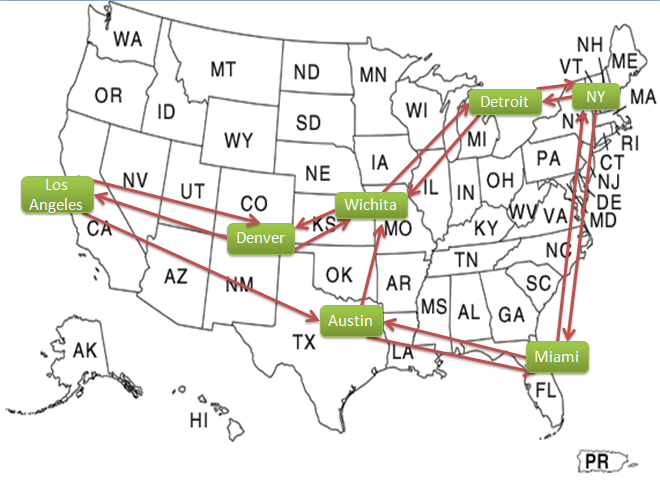 WA
MT
ND
MN
NH
VT
ME
OR
ID
SD
WI
Detroit
NY
MA
WY
MI
NY
RI
NV
UT
CO
NE
IA
IL
IN
OH
PA
CT
NJ
DE
MD
Los
Angeles
CA
Denver
KS
Wichita
MO
KY
WV
VA
AZ
NM
OK
AR
TN
NC
SC
TX
Austin
LA
MS
AL
GA
Miami
FL
AK
HI
PR